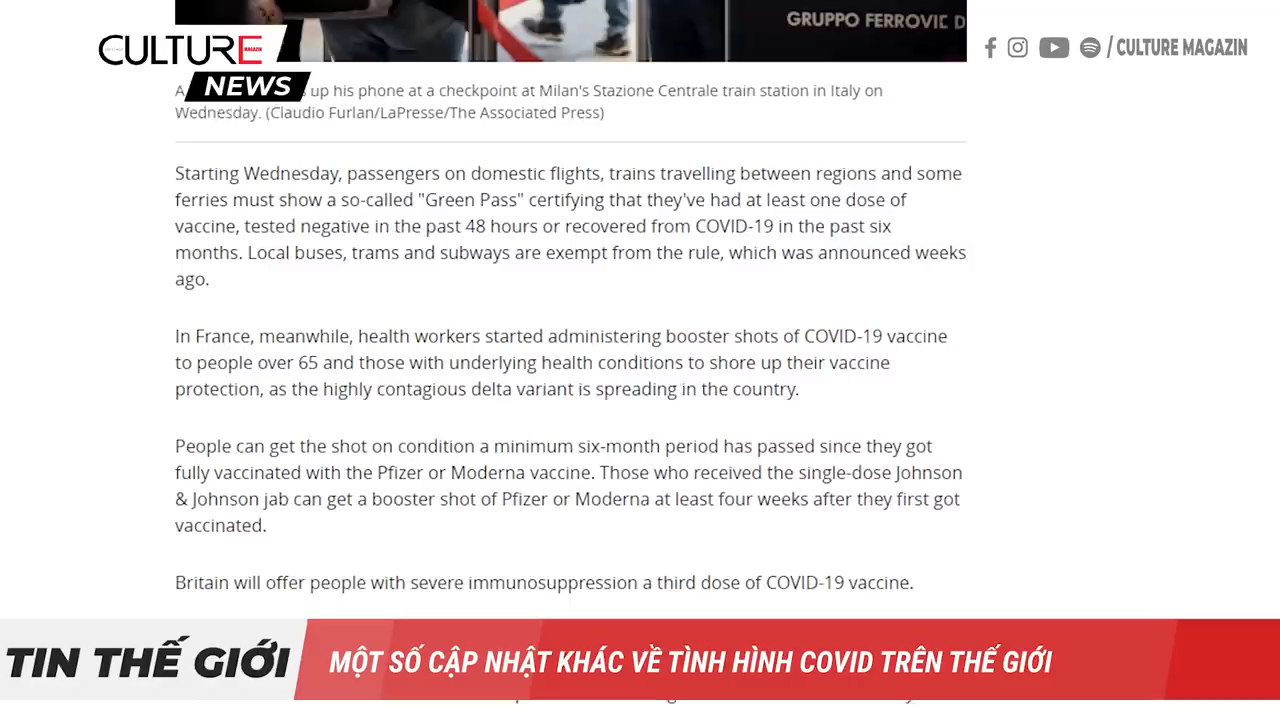 GRUPPO FERROVIE D
CULTURE
MAGAZIN
NEWS
/ CULTURE MAGAZIN
A up his phone at a checkpoint at Milan's Stazione Centrale train station in Italy on
Wednesday. (Claudio Furlan/LaPresse/The Associated Press)
Starting Wednesday, passengers on domestic flights, trains travelling between regions and some
ferries must show a so-called "Green Pass" certifying that they've had at least one dose of
vaccine, tested negative in the past 48 hours or recovered from COVID-19 in the past six
months. Local buses, trams and subways are exempt from the rule, which was announced weeks
ago.
In France, meanwhile, health workers started administering booster shots of COVID-19 vaccine
to people over 65 and those with underlying health conditions to shore up their vaccine
protection, as the highly contagious delta variant is spreading in the country.
People can get the shot on condition a minimum six-month period has passed since they got
fully vaccinated with the Pfizer or Moderna vaccine. Those who received the single-dose Johnson
& Johnson jab can get a booster shot of Pfizer or Moderna at least four weeks after they first got
vaccinated.
Britain will offer people with severe immunosuppression a third dose of COVID-19 vaccine.
TIN THẾ GIỚI
MỘT SỐ CẬP NHẬT KHÁC VỀ TÌNH HÌNH COVID TRÊN THẾ GIỚI